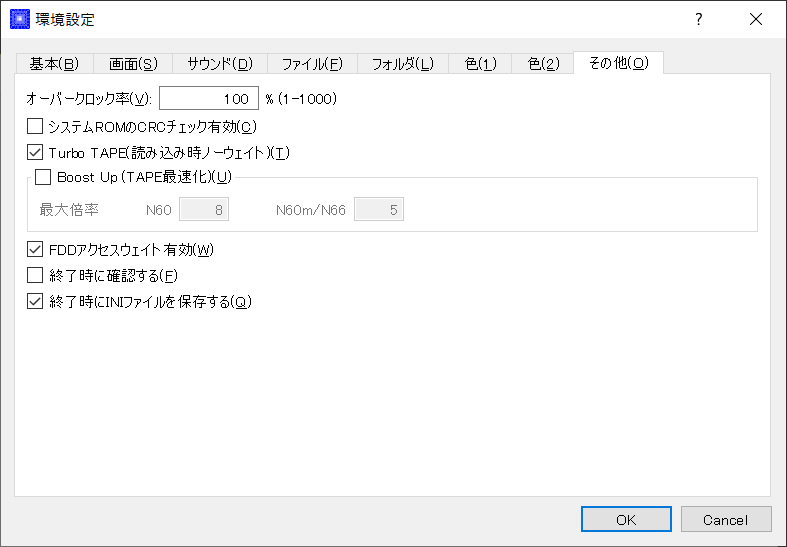 環境設定
?
基本(B) 画面(S) サウンド(D) ファイル(F) フォルダ(L) 色(1) 色(2) その他(O)
オーバークロック率(V): 100 % (1-1000)
システムROMのCRCチェック有効(C)
Turbo TAPE(読み込み時ノーウェイト)(T)
Boost Up (TAPE最速化)(U)
最大倍率 N60 8 N60m/N66 5
FDDアクセスウェイト有効(W)
終了時に確認する(F)
終了時にINIファイルを保存する(Q)
OK Cancel